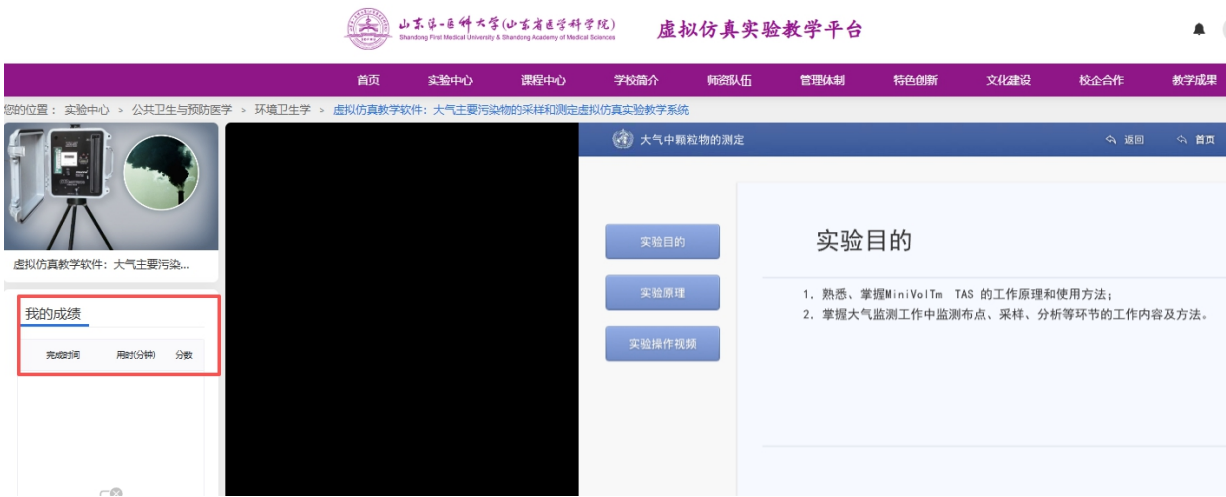 山东第一医科大学(山东省医学科学院)
Shandong First Medical University & Shandong Academy of Medical Sciences
虚拟仿真实验教学平台
首页 实验中心 课程中心 学校简介 师资队伍 管理体制 特色创新 文化建设 校企合作 教学成果
您的位置： 实验中心 > 公共卫生与预防医学 > 环境卫生学 > 虚拟仿真教学软件：大气主要污染物的采样和测定虚拟仿真实验教学系统
大气中颗粒物的测定 返回 首页
虚拟仿真教学软件：大气主要污染...
我的成绩
完成时间 用时(分钟) 分数
实验目的
实验原理
实验操作视频
实验目的
1. 熟悉、掌握MiniVolTm TAS 的工作原理和使用方法；
2. 掌握大气监测工作中监测布点、采样、分析等环节的工作内容及方法。